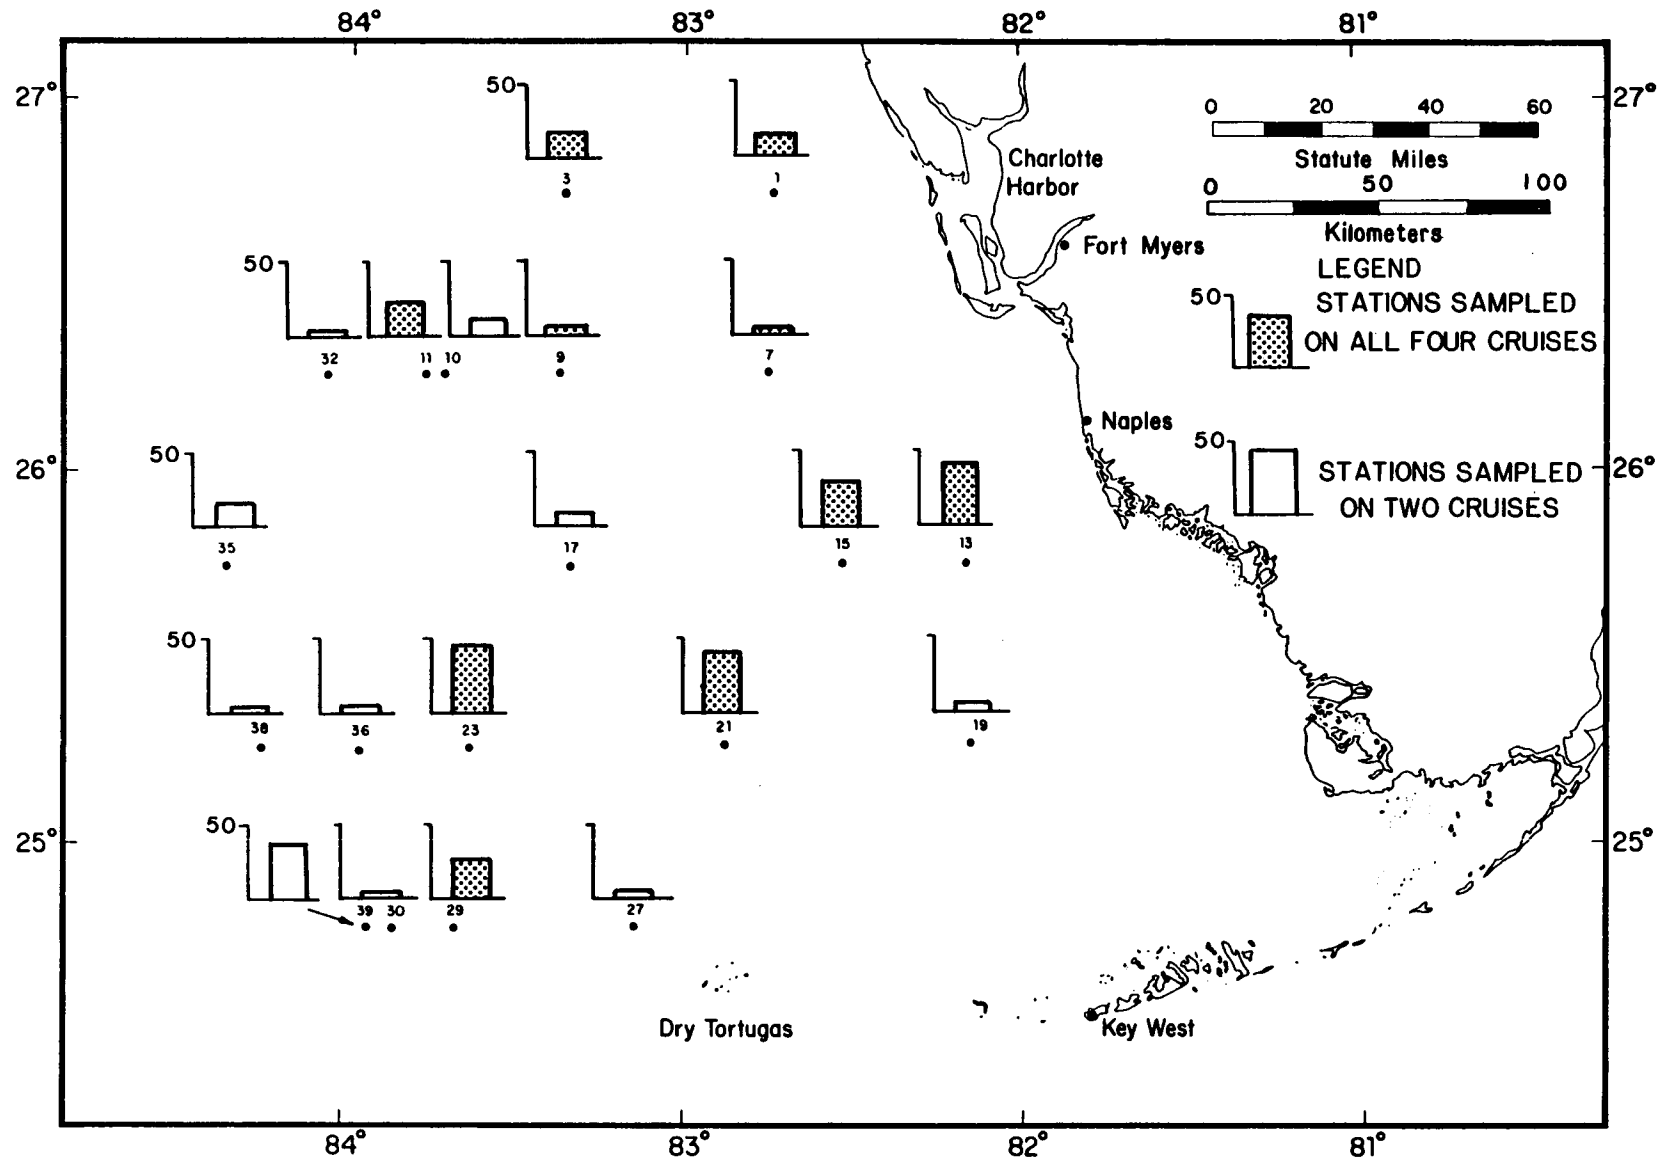 84° 83° 82° 81°
27° 27°
50
3 1
Charlotte
Harbor
0 20 40 60
Statute Miles
0 50 100
Kilometers
Fort Myers
LEGEND
50
STATIONS SAMPLED
ON ALL FOUR CRUISES
50
32 11 10 9 7
Naples
50
STATIONS SAMPLED
ON TWO CRUISES
26° 26°
50
35 17 15 13
50
38 36 23 21 19
25° 25°
50
39 30 29 27
Dry Tortugas
Key West
84° 83° 82° 81°